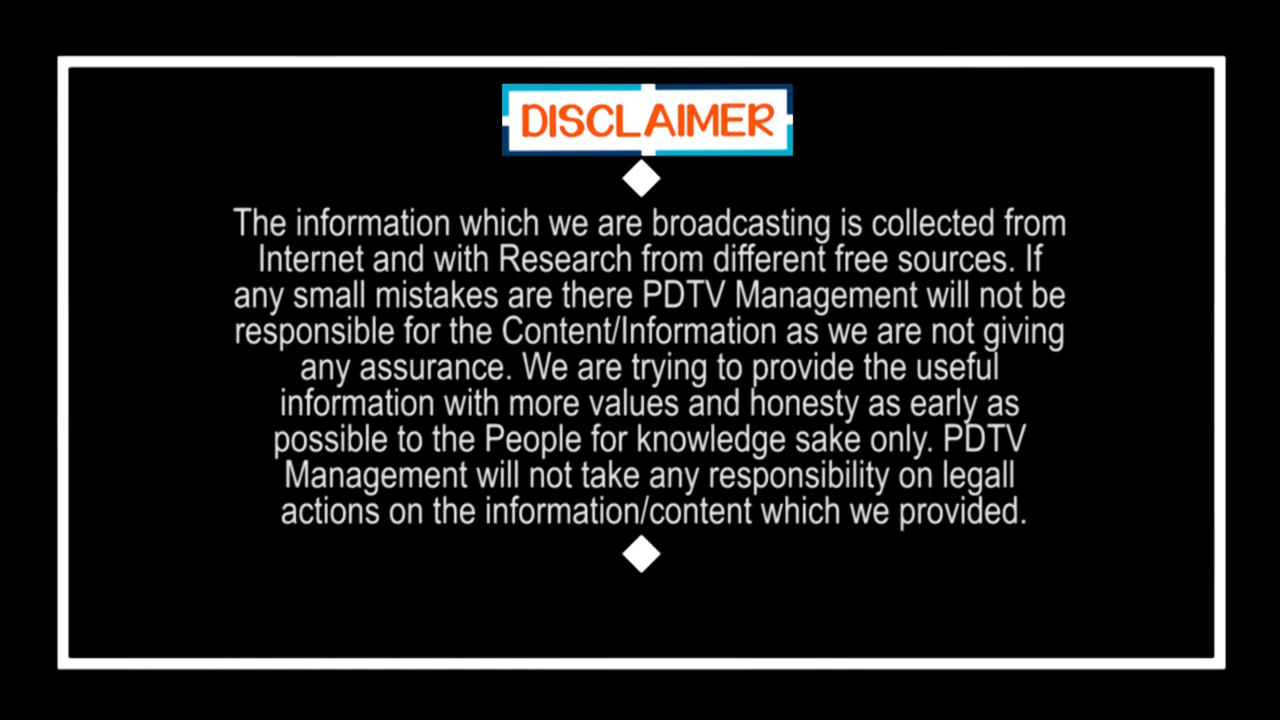 DISCLAIMER
The information which we are broadcasting is collected from
Internet and with Research from different free sources. If
any small mistakes are there PDTV Management will not be
responsible for the Content/Information as we are not giving
any assurance. We are trying to provide the useful
information with more values and honesty as early as
possible to the People for knowledge sake only. PDTV
Management will not take any responsibility on legall
actions on the information/content which we provided.